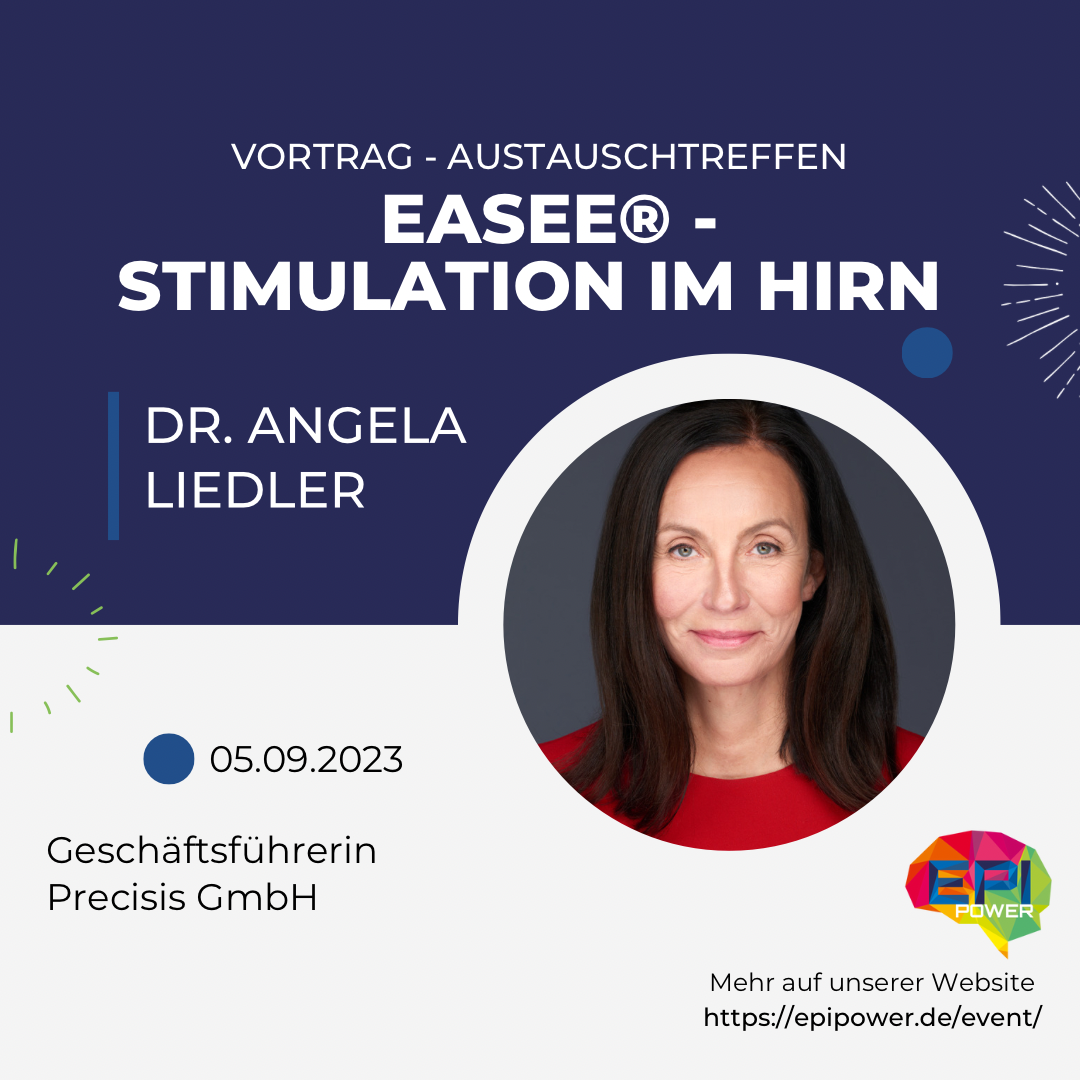 VORTRAG - AUSTAUSCHTREFFEN
EASEE® -
STIMULATION IM HIRN
DR. ANGELA
LIEDLER
05.09.2023
Geschäftsführerin
Precisis GmbH
EPI
POWER
Mehr auf unserer Website
https://epipower.de/event/